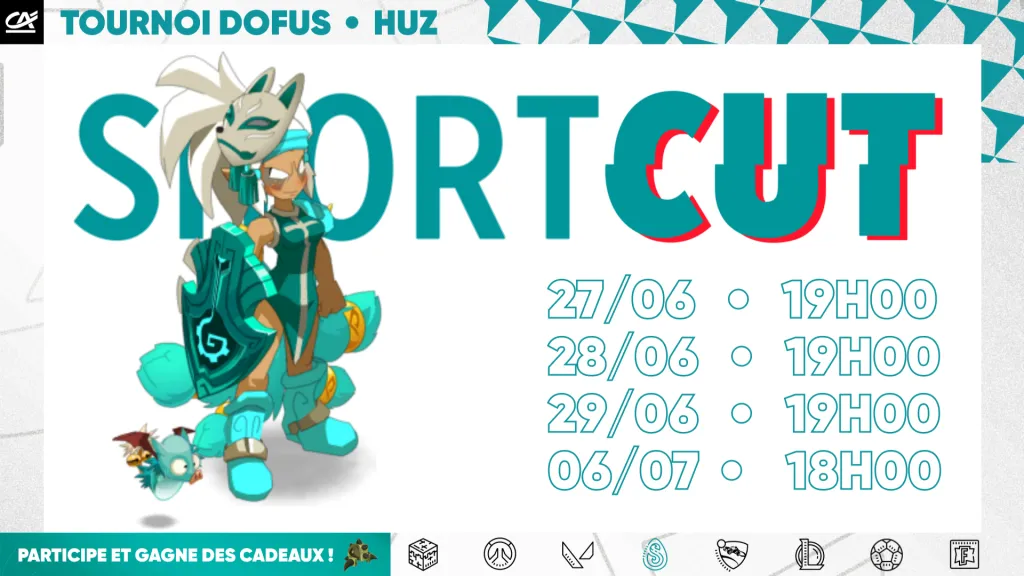 CA
TOURNOI DOFUS • HUZ
SHORTCUT
27/06 • 19H00
28/06 • 19H00
29/06 • 19H00
06/07 • 18H00
PARTICIPE ET GAGNE DES CADEAUX !